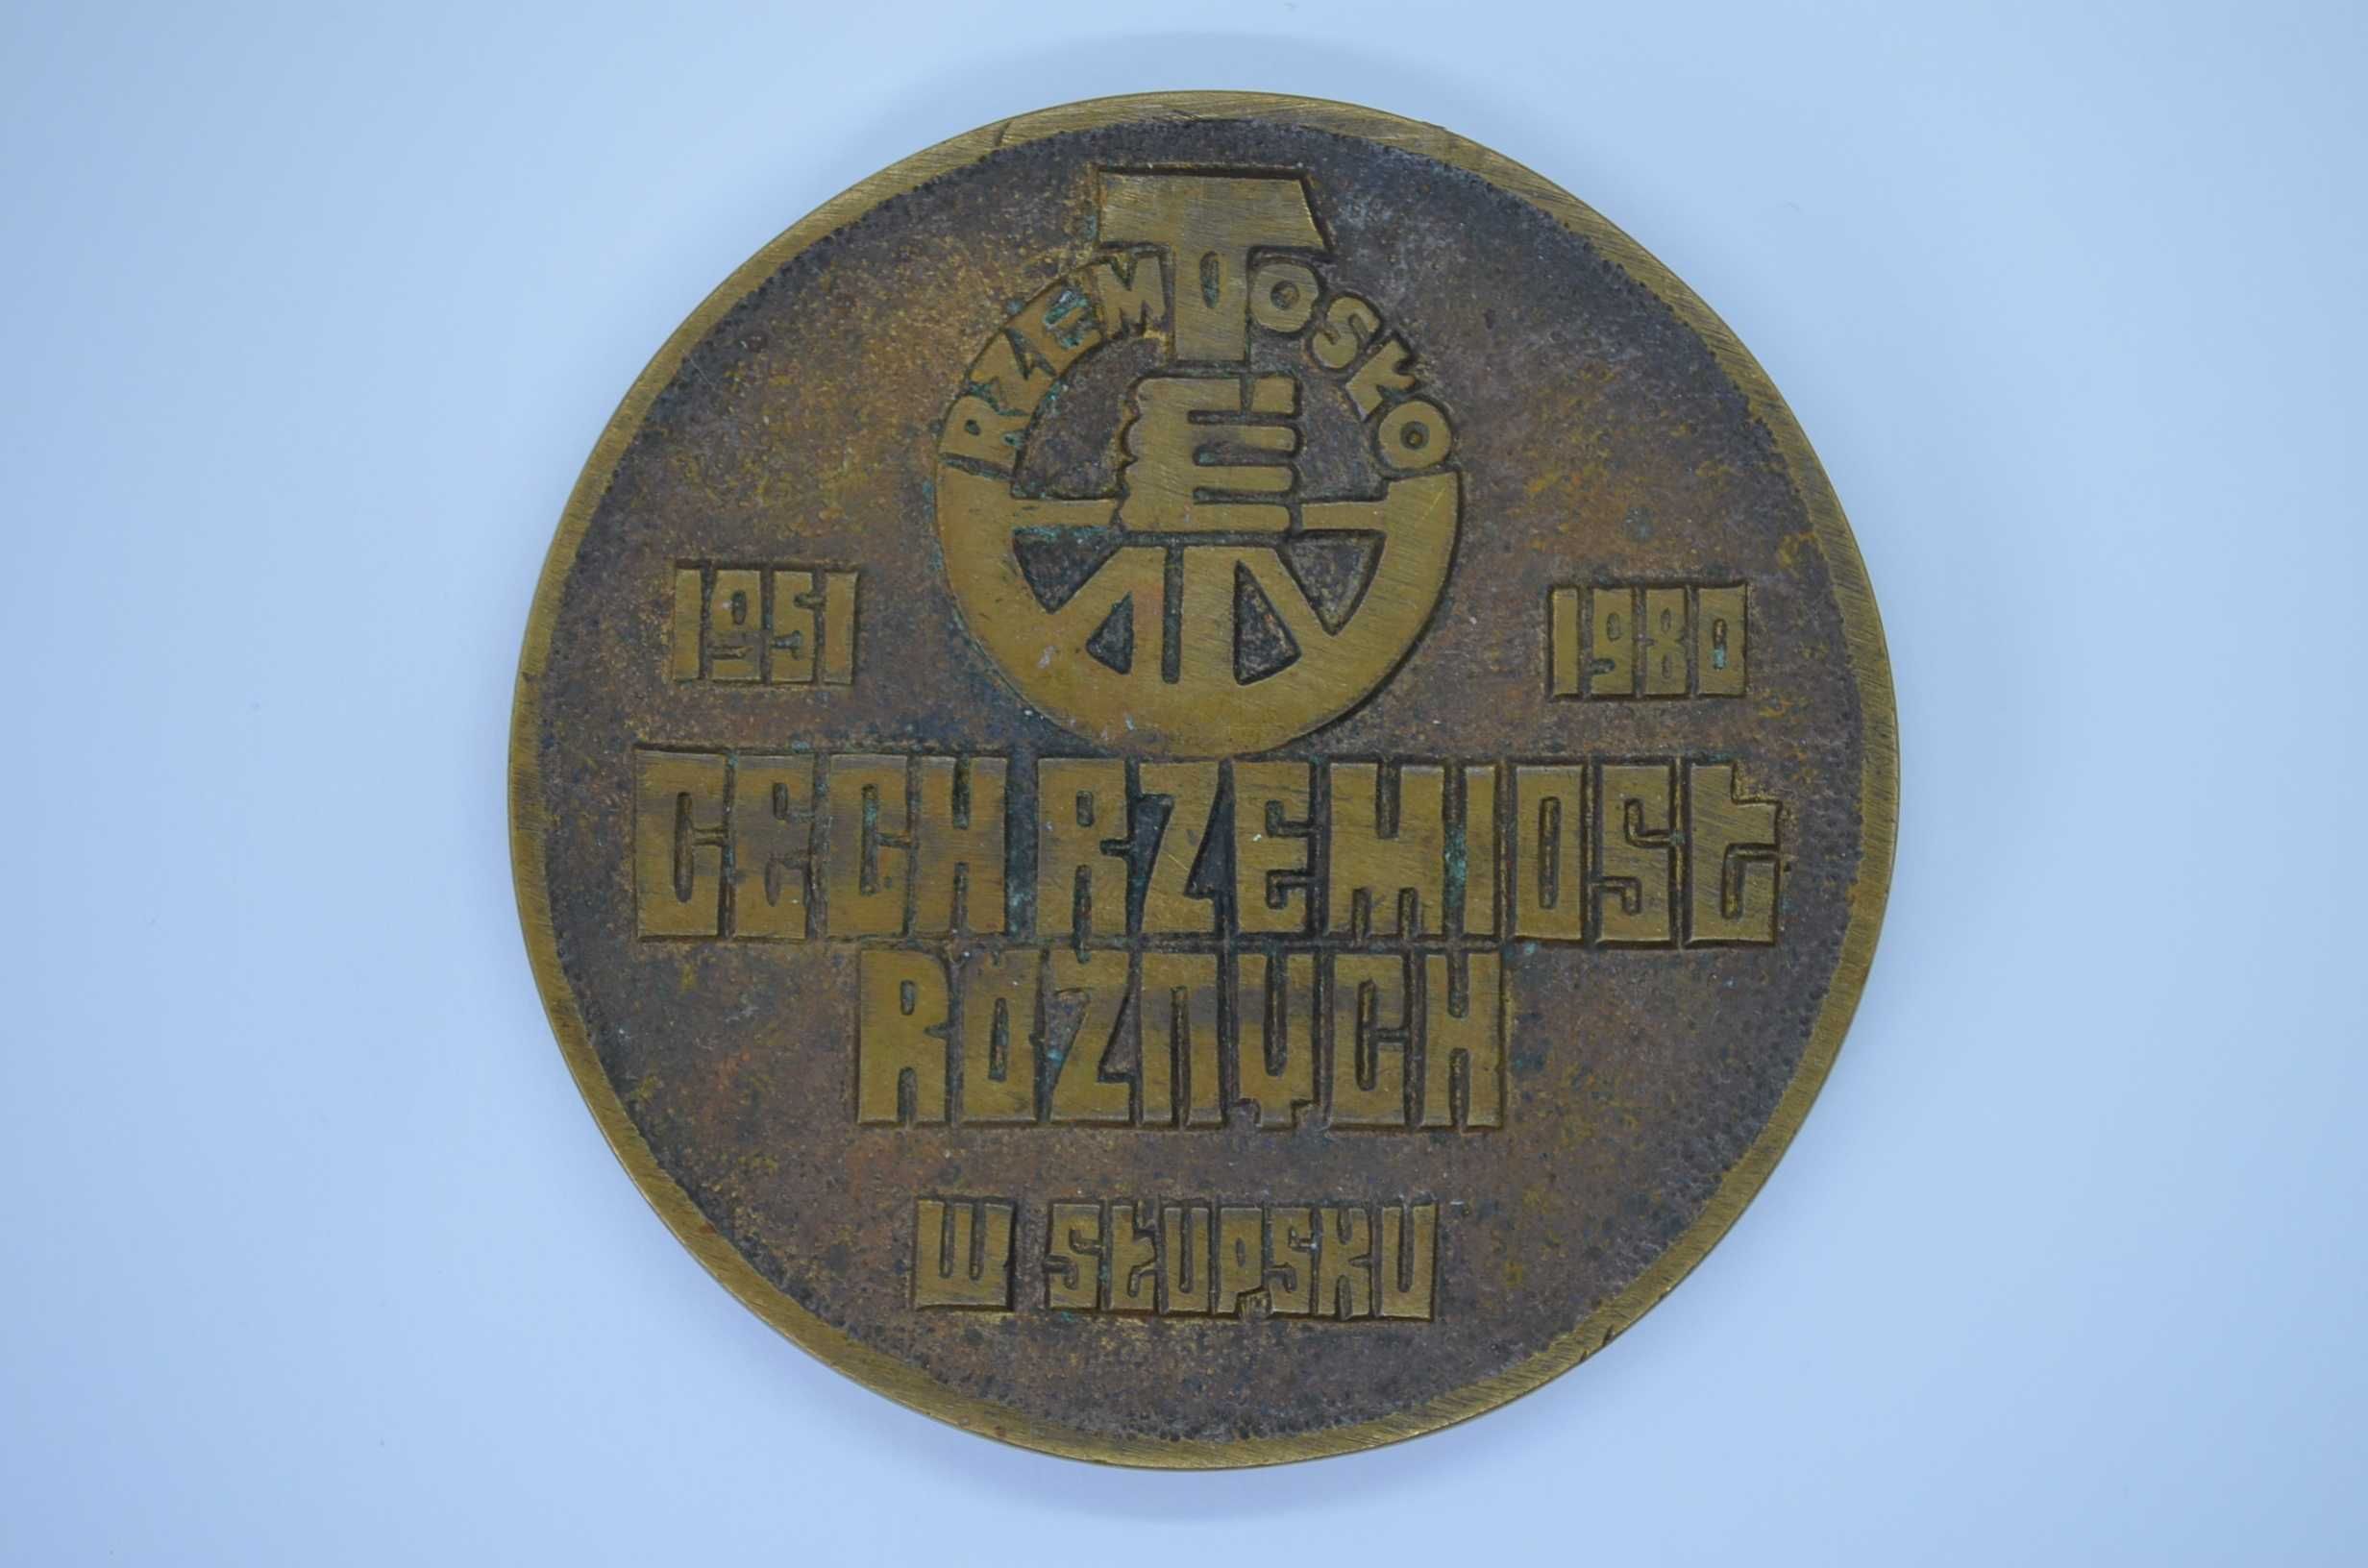 RZEMIOSŁO
1951 1980
CECH RZEMIOSŁ
RÓŻNYCH
W SŁUPSKU